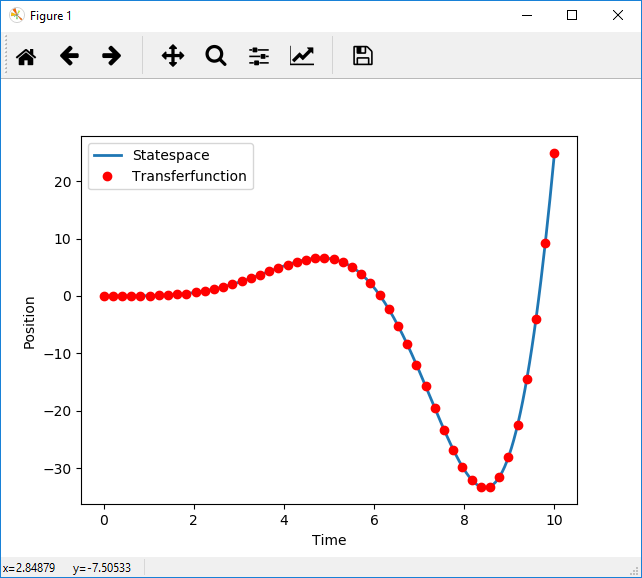 Figure 1
Statespace
Transferfunction
20
10
0
−10
−20
−30
Position
0 2 4 6 8 10
Time
x=2.84879 y=-7.50533